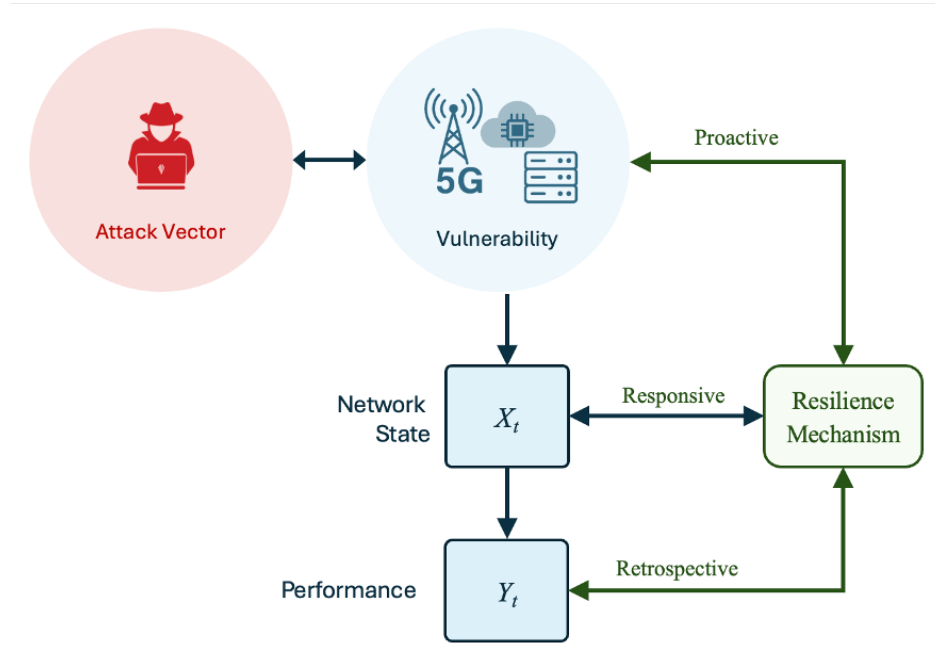 5G
Attack Vector
Vulnerability
Proactive
Network
State
Xₜ
Responsive
Resilience
Mechanism
Performance
Yₜ
Retrospective